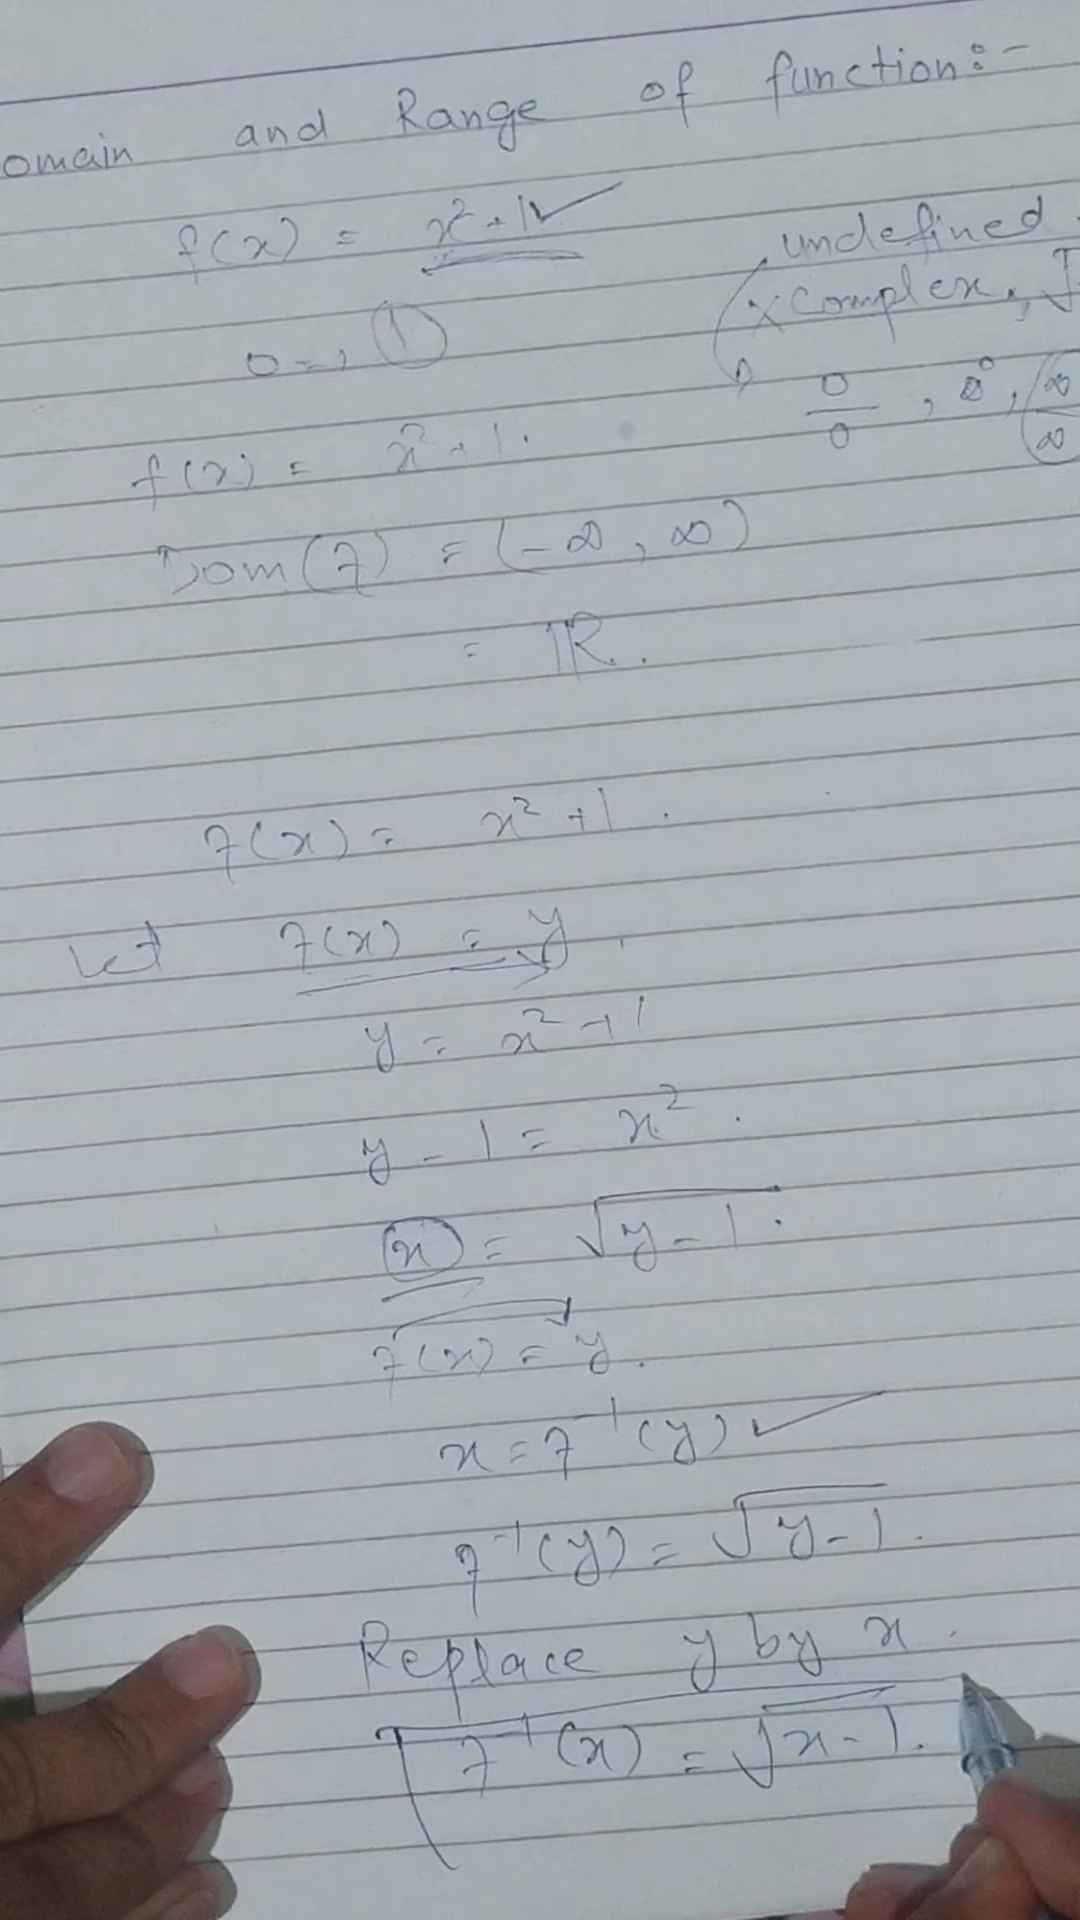 omain and Range of function:-
f(x) = x² + 1 ✓
undefined
x complex, √
0 -, 1
0/0, 0⁰, ∞/∞
f(x) = x² + 1.
Dom(f) = (-∞, ∞)
= ℝ.
f(x) = x² + 1.
Let f(x) = y
y = x² + 1
y - 1 = x².
x = √(y - 1).
f(x) = y.
x = f⁻¹(y) ✓
f⁻¹(y) = √(y - 1).
Replace y by x.
f⁻¹(x) = √(x - 1).